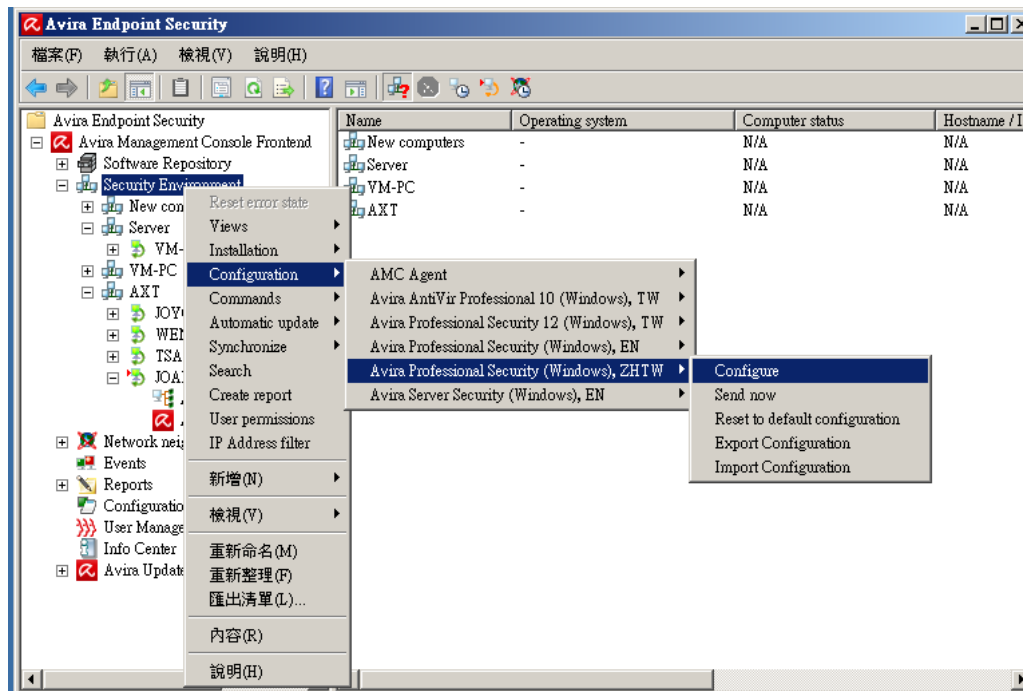 Avira Endpoint Security
檔案(F) 執行(A) 檢視(V) 說明(H)
Avira Endpoint Security
Avira Management Console Frontend
Software Repository
Security Environment
New com
Server
VM-
VM-PC
AXT
JOY
WEN
TSA
JOA
Network neig
Events
Reports
Configuratio
User Manage
Info Center
Avira Update
Name Operating system Computer status Hostname / I
New computers - N/A N/A
Server - N/A N/A
VM-PC - N/A N/A
AXT - N/A N/A
Reset error state
Views
Installation
Configuration
Commands
Automatic update
Synchronize
Search
Create report
User permissions
IP Address filter
新增(N)
檢視(V)
重新命名(M)
重新整理(F)
匯出清單(L)...
內容(R)
說明(H)
AMC Agent
Avira AntiVir Professional 10 (Windows), TW
Avira Professional Security 12 (Windows), TW
Avira Professional Security (Windows), EN
Avira Professional Security (Windows), ZHTW
Avira Server Security (Windows), EN
Configure
Send now
Reset to default configuration
Export Configuration
Import Configuration